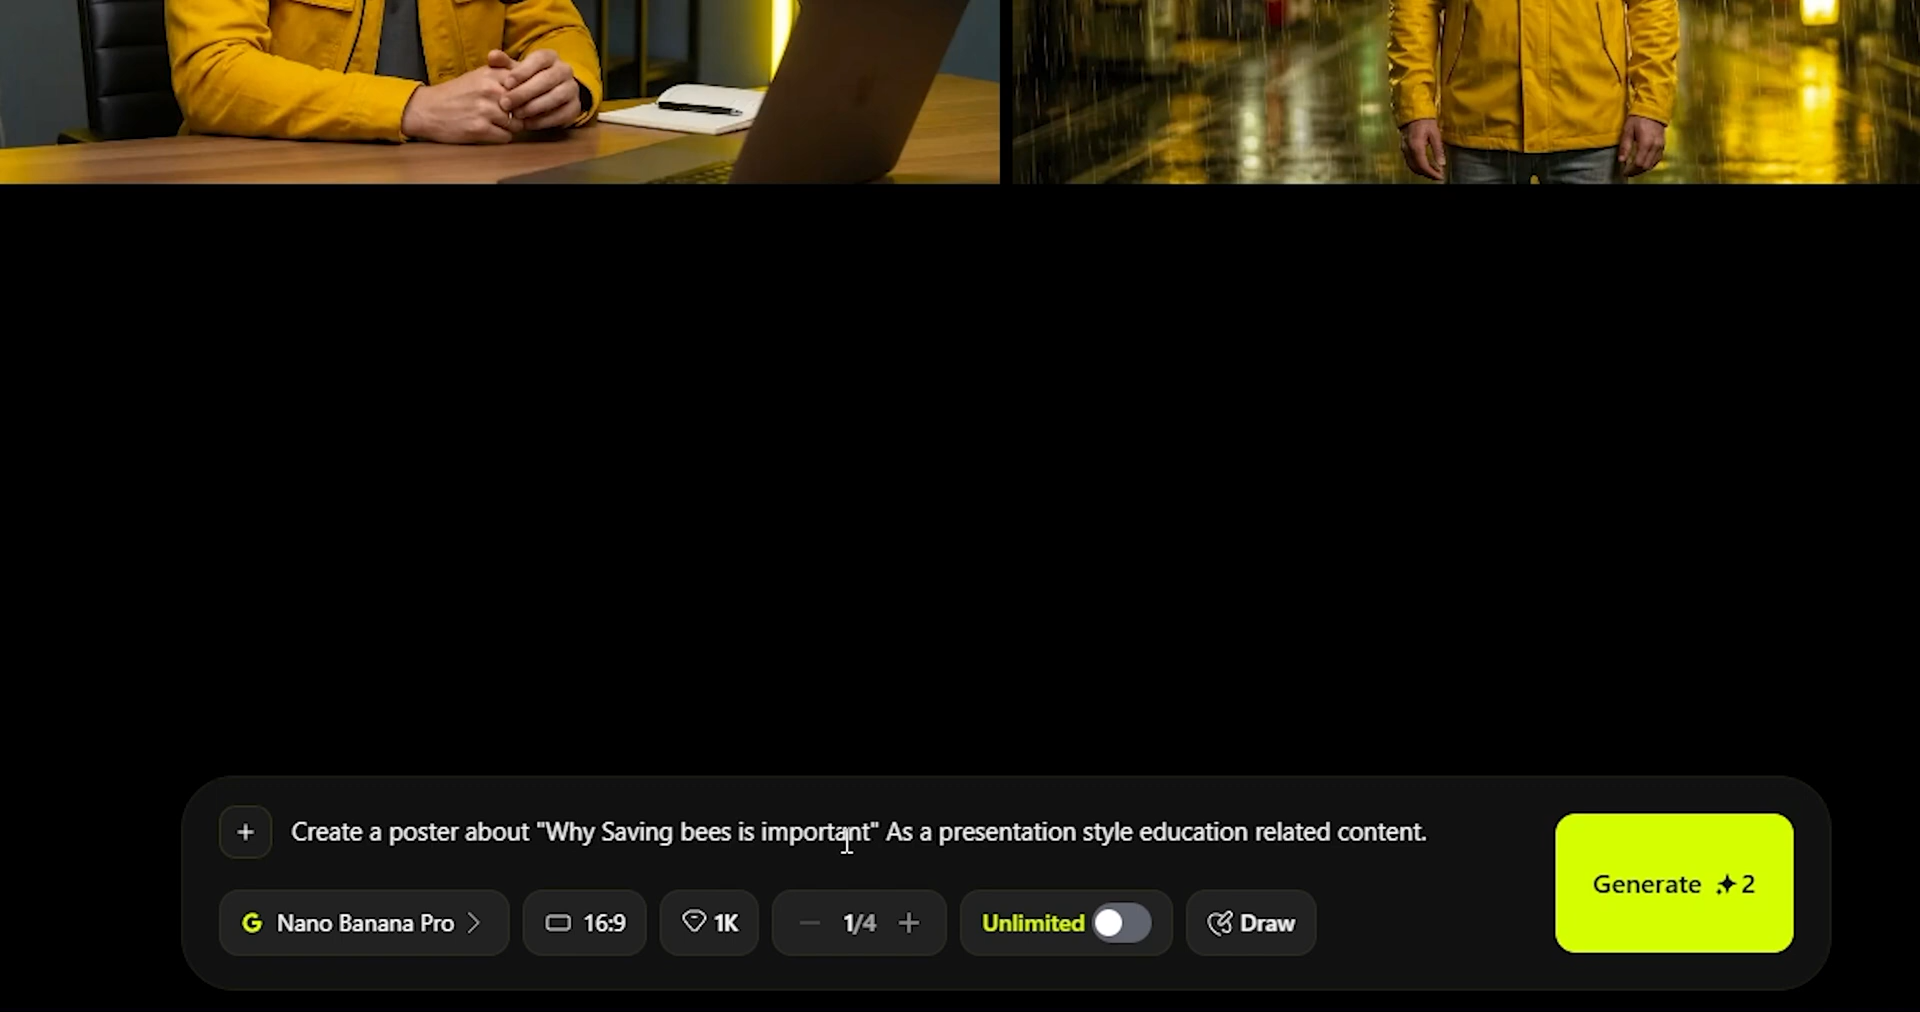 Create a poster about "Why Saving bees is important" As a presentation style education related content.
G Nano Banana Pro
16:9
1K
1/4
Unlimited
Draw
Generate 2